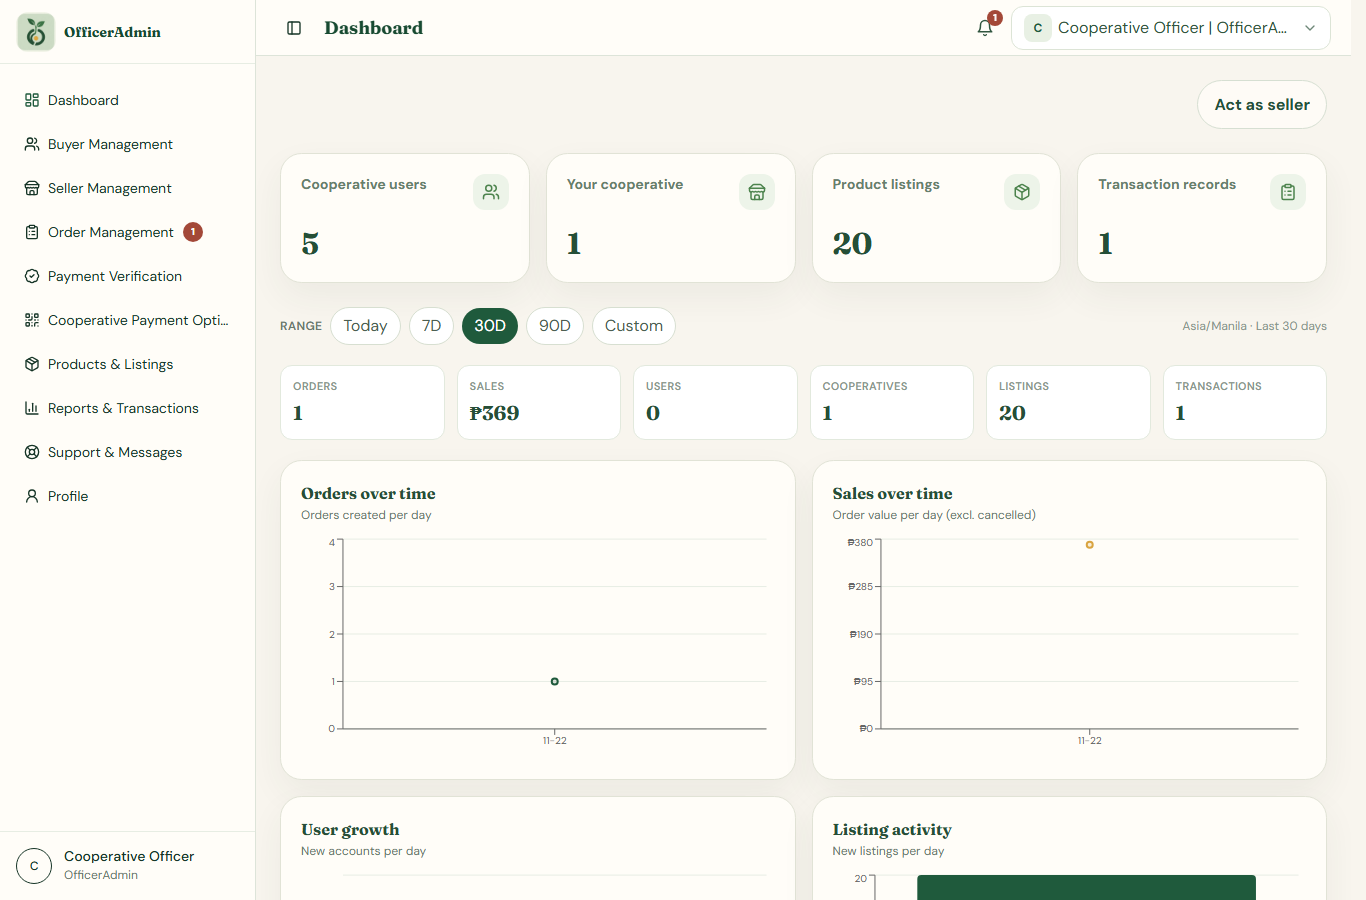 OfficerAdmin
Dashboard
Buyer Management
Seller Management
Order Management 1
Payment Verification
Cooperative Payment Opti...
Products & Listings
Reports & Transactions
Support & Messages
Profile
C
Cooperative Officer
OfficerAdmin
Dashboard
1
C Cooperative Officer | OfficerA...
Act as seller
Cooperative users
5
Your cooperative
1
Product listings
20
Transaction records
1
RANGE Today 7D 30D 90D Custom
Asia/Manila · Last 30 days
ORDERS
1
SALES
₱369
USERS
0
COOPERATIVES
1
LISTINGS
20
TRANSACTIONS
1
Orders over time
Orders created per day
4
3
2
1
0
11-22
Sales over time
Order value per day (excl. cancelled)
₱380
₱285
₱190
₱95
₱0
11-22
User growth
New accounts per day
Listing activity
New listings per day
20